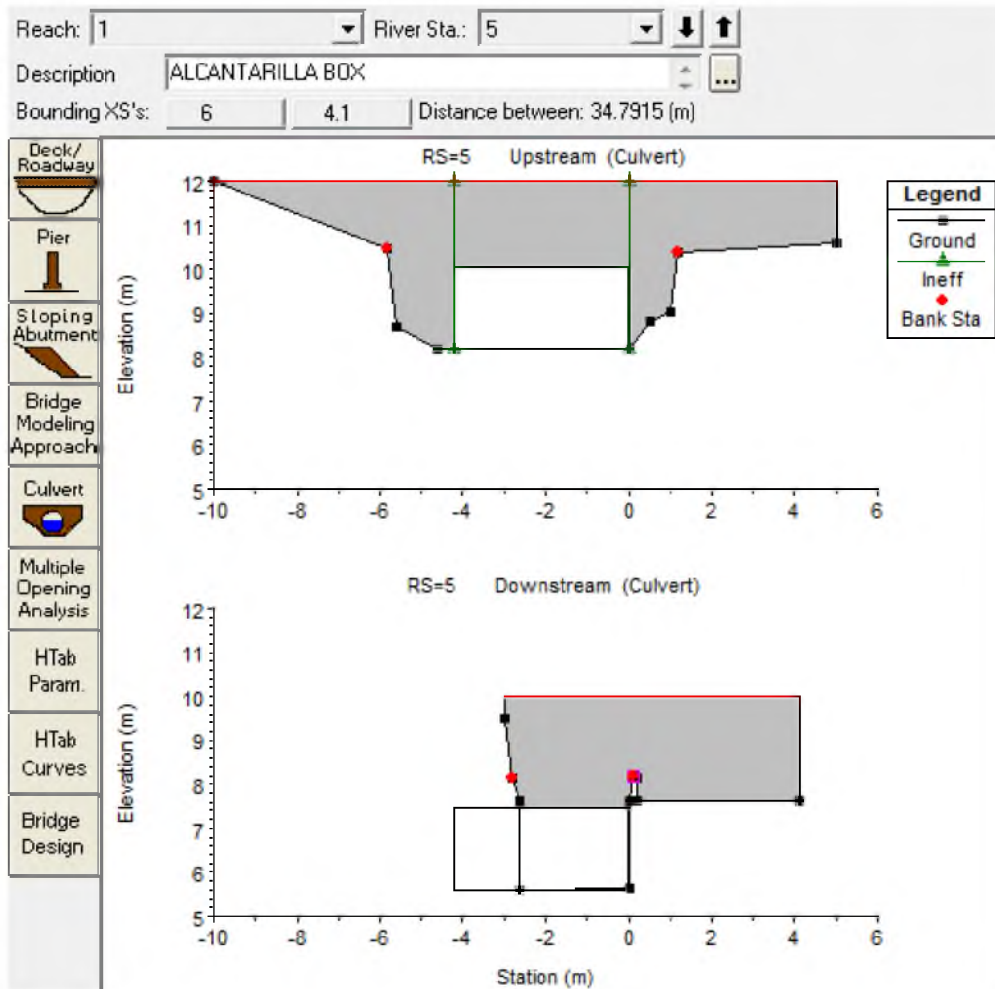 Reach: 1 River Sta.: 5
Description ALCANTARILLA BOX ...
Bounding XS's: 6 4.1 Distance between: 34.7915 (m)
Deck/
Roadway
Pier
Sloping
Abutment
Bridge
Modeling
Approach
Culvert
Multiple
Opening
Analysis
HTab
Param.
HTab
Curves
Bridge
Design
RS=5 Upstream (Culvert)
Elevation (m)
12
11
10
9
8
7
6
5
-10 -8 -6 -4 -2 0 2 4 6
Legend
Ground
Ineff
Bank Sta
RS=5 Downstream (Culvert)
Elevation (m)
12
11
10
9
8
7
6
5
-10 -8 -6 -4 -2 0 2 4 6
Station (m)